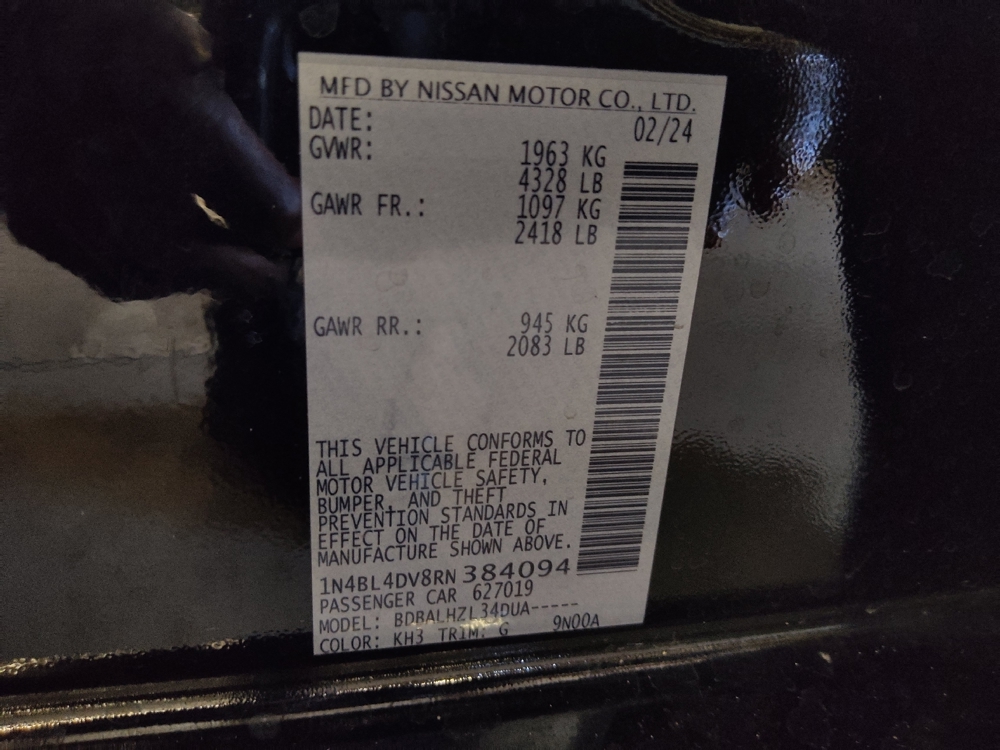 MFD BY NISSAN MOTOR CO., LTD.
DATE: 02/24
GVWR: 1963 KG
4328 LB
GAWR FR.: 1097 KG
2418 LB
GAWR RR.: 945 KG
2083 LB
THIS VEHICLE CONFORMS TO
ALL APPLICABLE FEDERAL
MOTOR VEHICLE SAFETY,
BUMPER, AND THEFT
PREVENTION STANDARDS IN
EFFECT ON THE DATE OF
MANUFACTURE SHOWN ABOVE.
1N4BL4DV8RN 384094
PASSENGER CAR 627019
MODEL: BDBALHZL34DUA-----
COLOR: KH3 TRIM: G 9N00A